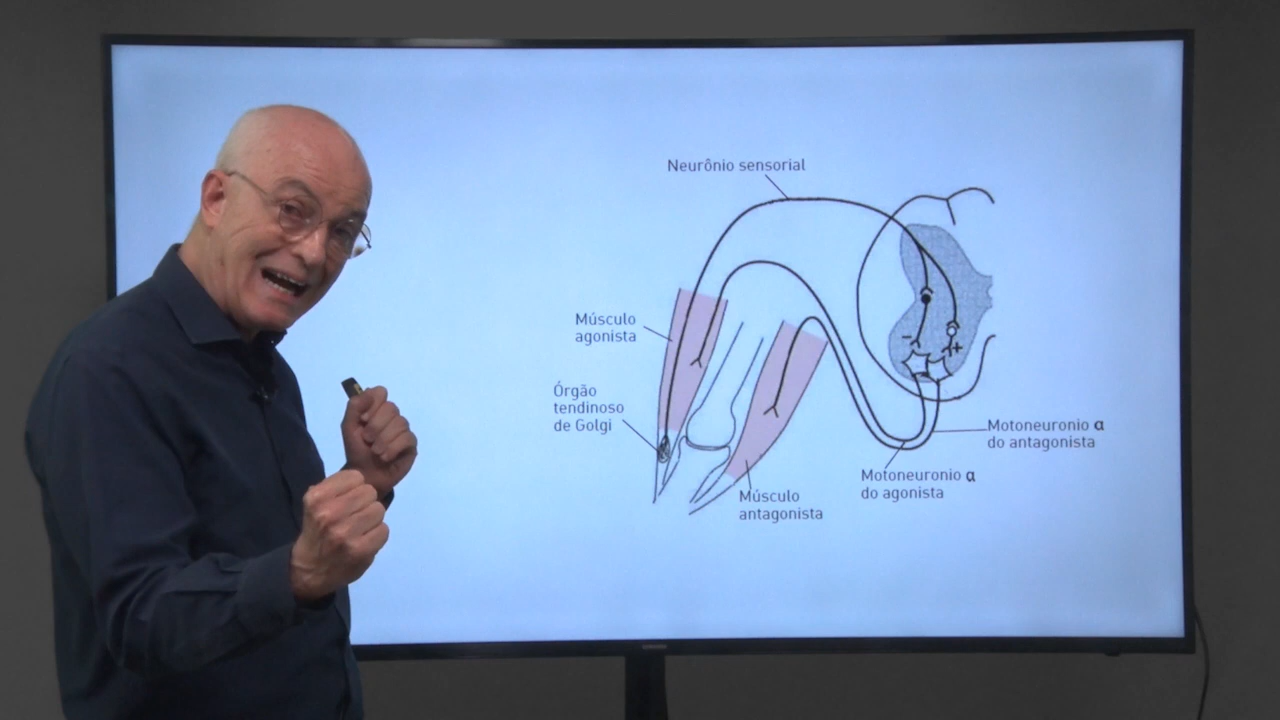 Neurônio sensorial
Músculo
agonista
Órgão
tendinoso
de Golgi
-
+
Motoneuronio α
do antagonista
Motoneuronio α
do agonista
Músculo
antagonista